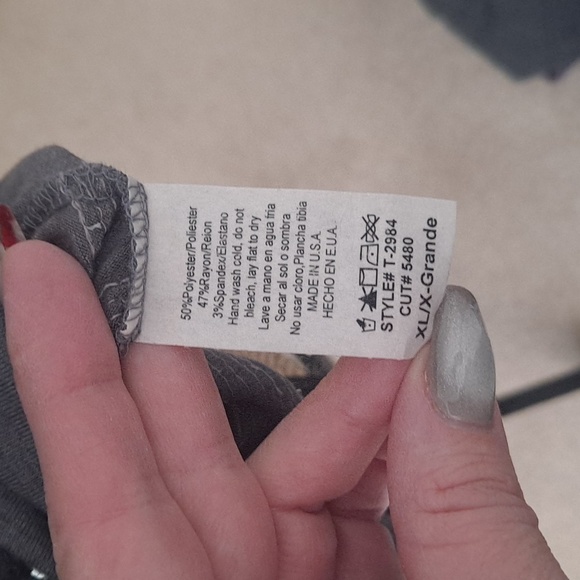 50%Polyester/Poliester
47%Rayon/Reion
3%Spandex/Elastano
Hand wash cold, do not
bleach, lay flat to dry
Lave a mano en agua fria
Secar al sol o sombra
No usar cloro,Plancha tibia
MADE IN U.S.A.
HECHO EN E.U.A.
STYLE# T-2984
CUT# 5480
XL/X-Grande